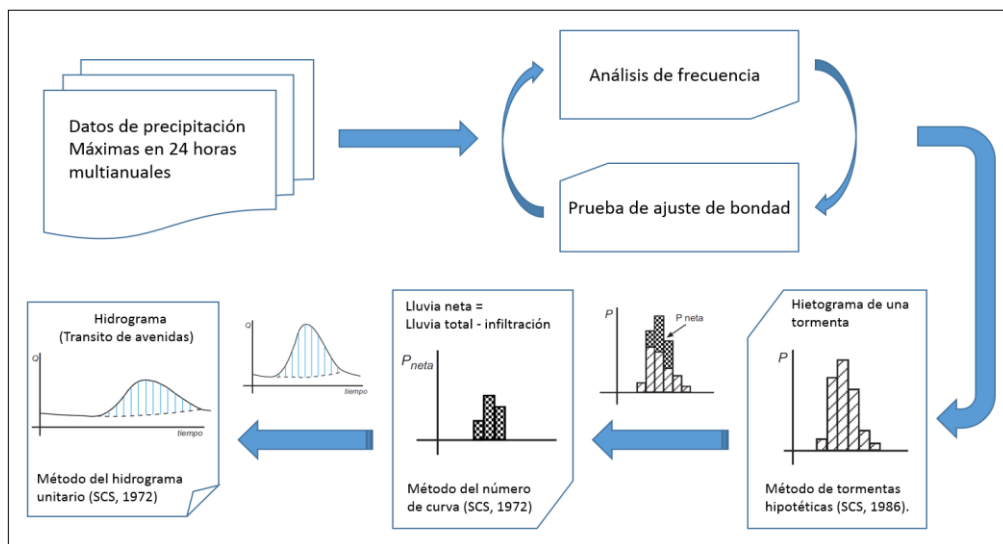 Datos de precipitación
Máximas en 24 horas
multianuales
Análisis de frecuencia
Prueba de ajuste de bondad
Hidrograma
(Transito de avenidas)
Q
tiempo
Método del hidrograma
unitario (SCS, 1972)
Q
tiempo
Lluvia neta =
Lluvia total - infiltración
Pneta
Método del número
de curva (SCS, 1972)
P
P neta
Hietograma de una
tormenta
P
Método de tormentas
hipotéticas (SCS, 1986).